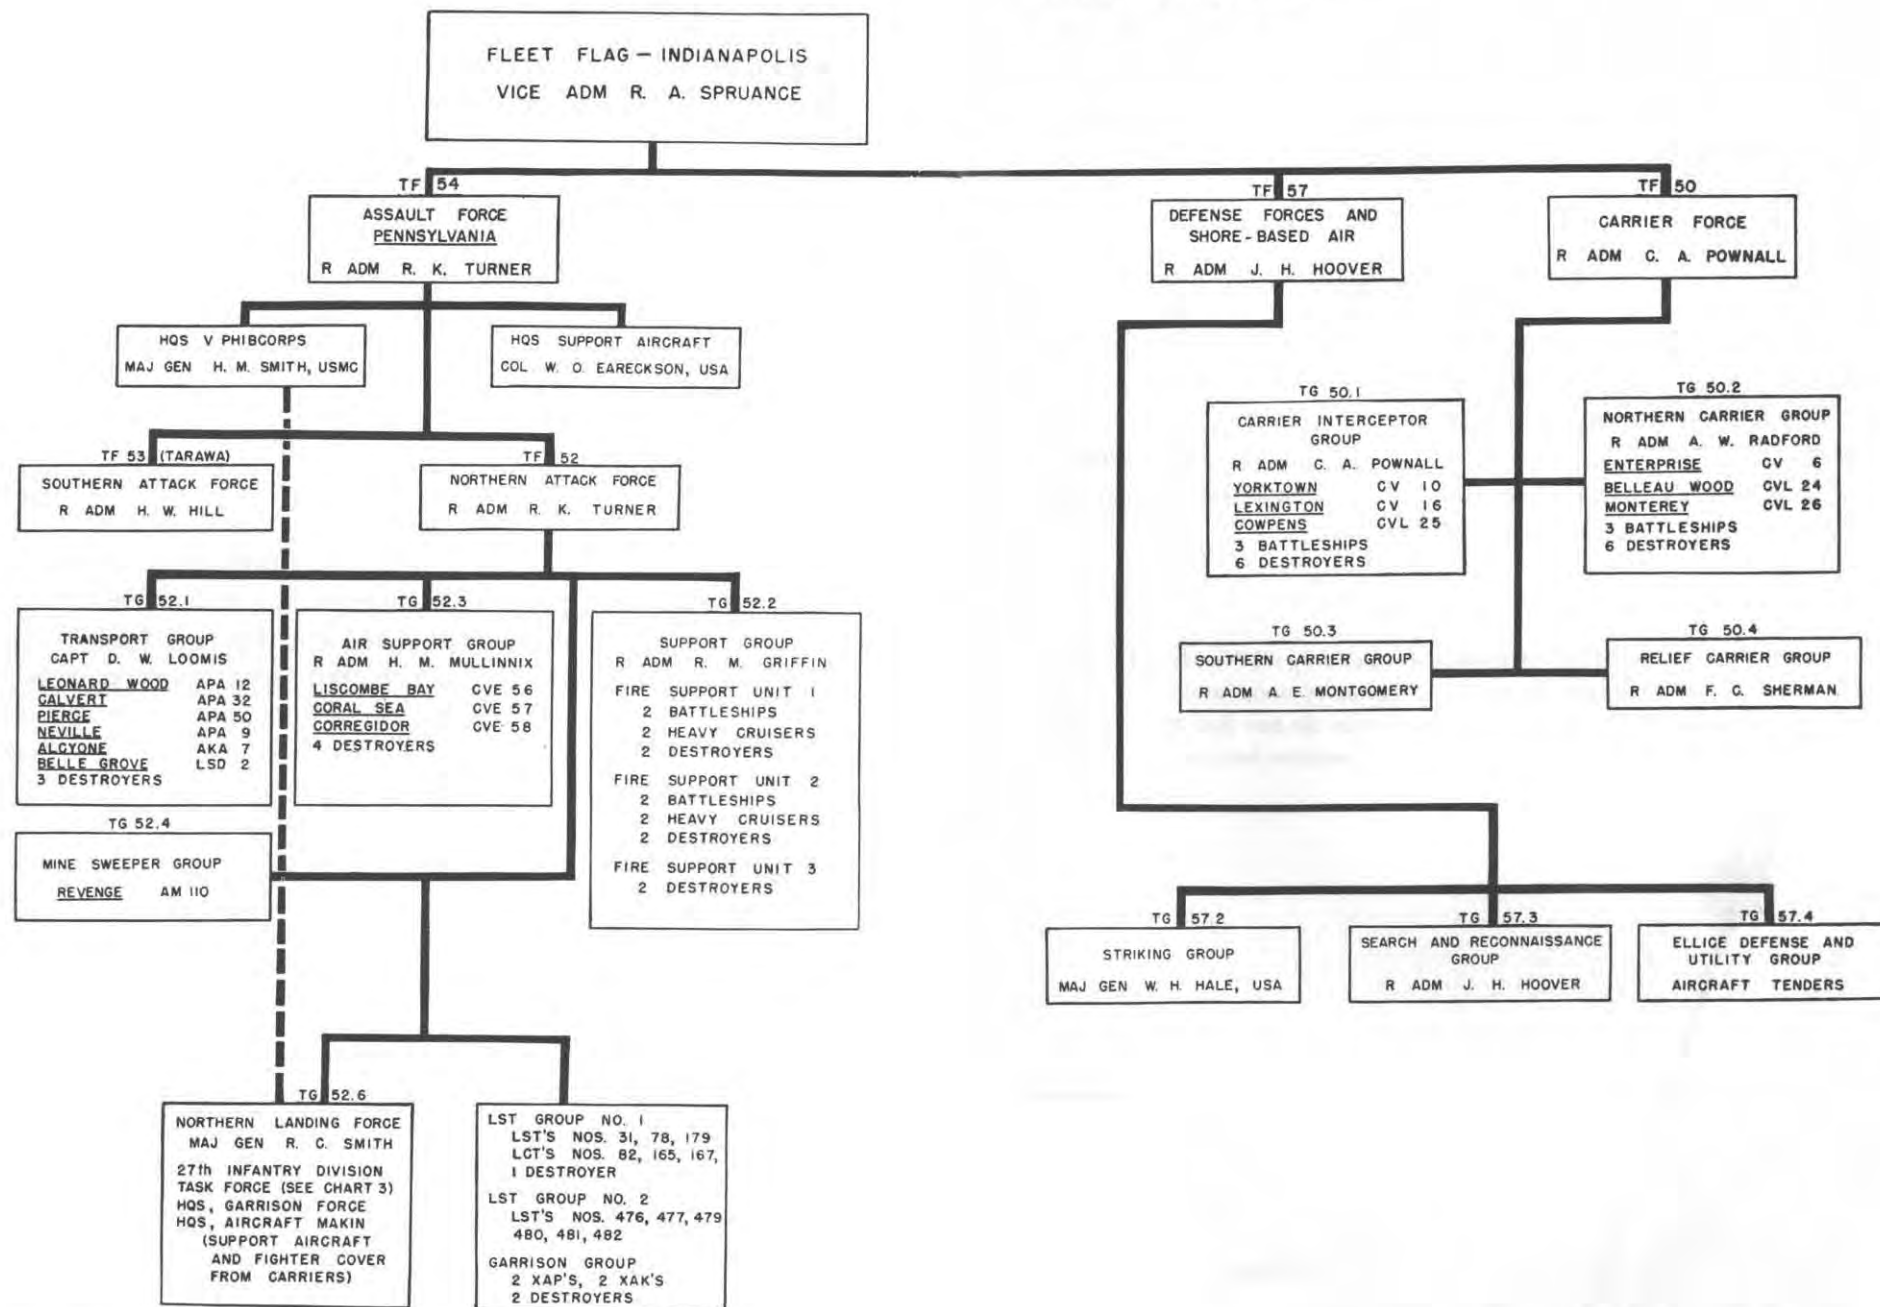 FLEET FLAG — INDIANAPOLIS
VICE ADM R. A. SPRUANCE
TF 54
ASSAULT FORCE
PENNSYLVANIA
R ADM R. K. TURNER
TF 57
DEFENSE FORCES AND
SHORE-BASED AIR
R ADM J. H. HOOVER
TF 50
CARRIER FORCE
R ADM C. A. POWNALL
HQS V PHIBCORPS
MAJ GEN H. M. SMITH, USMC
HQS SUPPORT AIRCRAFT
COL W. O. EARECKSON, USA
TF 53 (TARAWA)
SOUTHERN ATTACK FORCE
R ADM H. W. HILL
TF 52
NORTHERN ATTACK FORCE
R ADM R. K. TURNER
TG 50.1
CARRIER INTERCEPTOR
GROUP
R ADM C. A. POWNALL
YORKTOWN CV 10
LEXINGTON CV 16
COWPENS CVL 25
3 BATTLESHIPS
6 DESTROYERS
TG 50.2
NORTHERN CARRIER GROUP
R ADM A. W. RADFORD
ENTERPRISE CV 6
BELLEAU WOOD CVL 24
MONTEREY CVL 26
3 BATTLESHIPS
6 DESTROYERS
TG 52.1
TRANSPORT GROUP
CAPT D. W. LOOMIS
LEONARD WOOD APA 12
CALVERT APA 32
PIERCE APA 50
NEVILLE APA 9
ALCYONE AKA 7
BELLE GROVE LSD 2
3 DESTROYERS
TG 52.3
AIR SUPPORT GROUP
R ADM H. M. MULLINNIX
LISCOMBE BAY CVE 56
CORAL SEA CVE 57
CORREGIDOR CVE 58
4 DESTROYERS
TG 52.2
SUPPORT GROUP
R ADM R. M. GRIFFIN
FIRE SUPPORT UNIT 1
2 BATTLESHIPS
2 HEAVY CRUISERS
2 DESTROYERS
FIRE SUPPORT UNIT 2
2 BATTLESHIPS
2 HEAVY CRUISERS
2 DESTROYERS
FIRE SUPPORT UNIT 3
2 DESTROYERS
TG 50.3
SOUTHERN CARRIER GROUP
R ADM A. E. MONTGOMERY
TG 50.4
RELIEF CARRIER GROUP
R ADM F. C. SHERMAN
TG 52.4
MINE SWEEPER GROUP
REVENGE AM 110
TG 57.2
STRIKING GROUP
MAJ GEN W. H. HALE, USA
TG 57.3
SEARCH AND RECONNAISSANCE
GROUP
R ADM J. H. HOOVER
TG 57.4
ELLICE DEFENSE AND
UTILITY GROUP
AIRCRAFT TENDERS
TG 52.6
NORTHERN LANDING FORCE
MAJ GEN R. C. SMITH
27th INFANTRY DIVISION
TASK FORCE (SEE CHART 3)
HQS, GARRISON FORCE
HQS, AIRCRAFT MAKIN
(SUPPORT AIRCRAFT
AND FIGHTER COVER
FROM CARRIERS)
LST GROUP NO. 1
LST'S NOS. 31, 78, 179
LCT'S NOS. 82, 165, 167,
1 DESTROYER
LST GROUP NO. 2
LST'S NOS. 476, 477, 479
480, 481, 482
GARRISON GROUP
2 XAP'S, 2 XAK'S
2 DESTROYERS